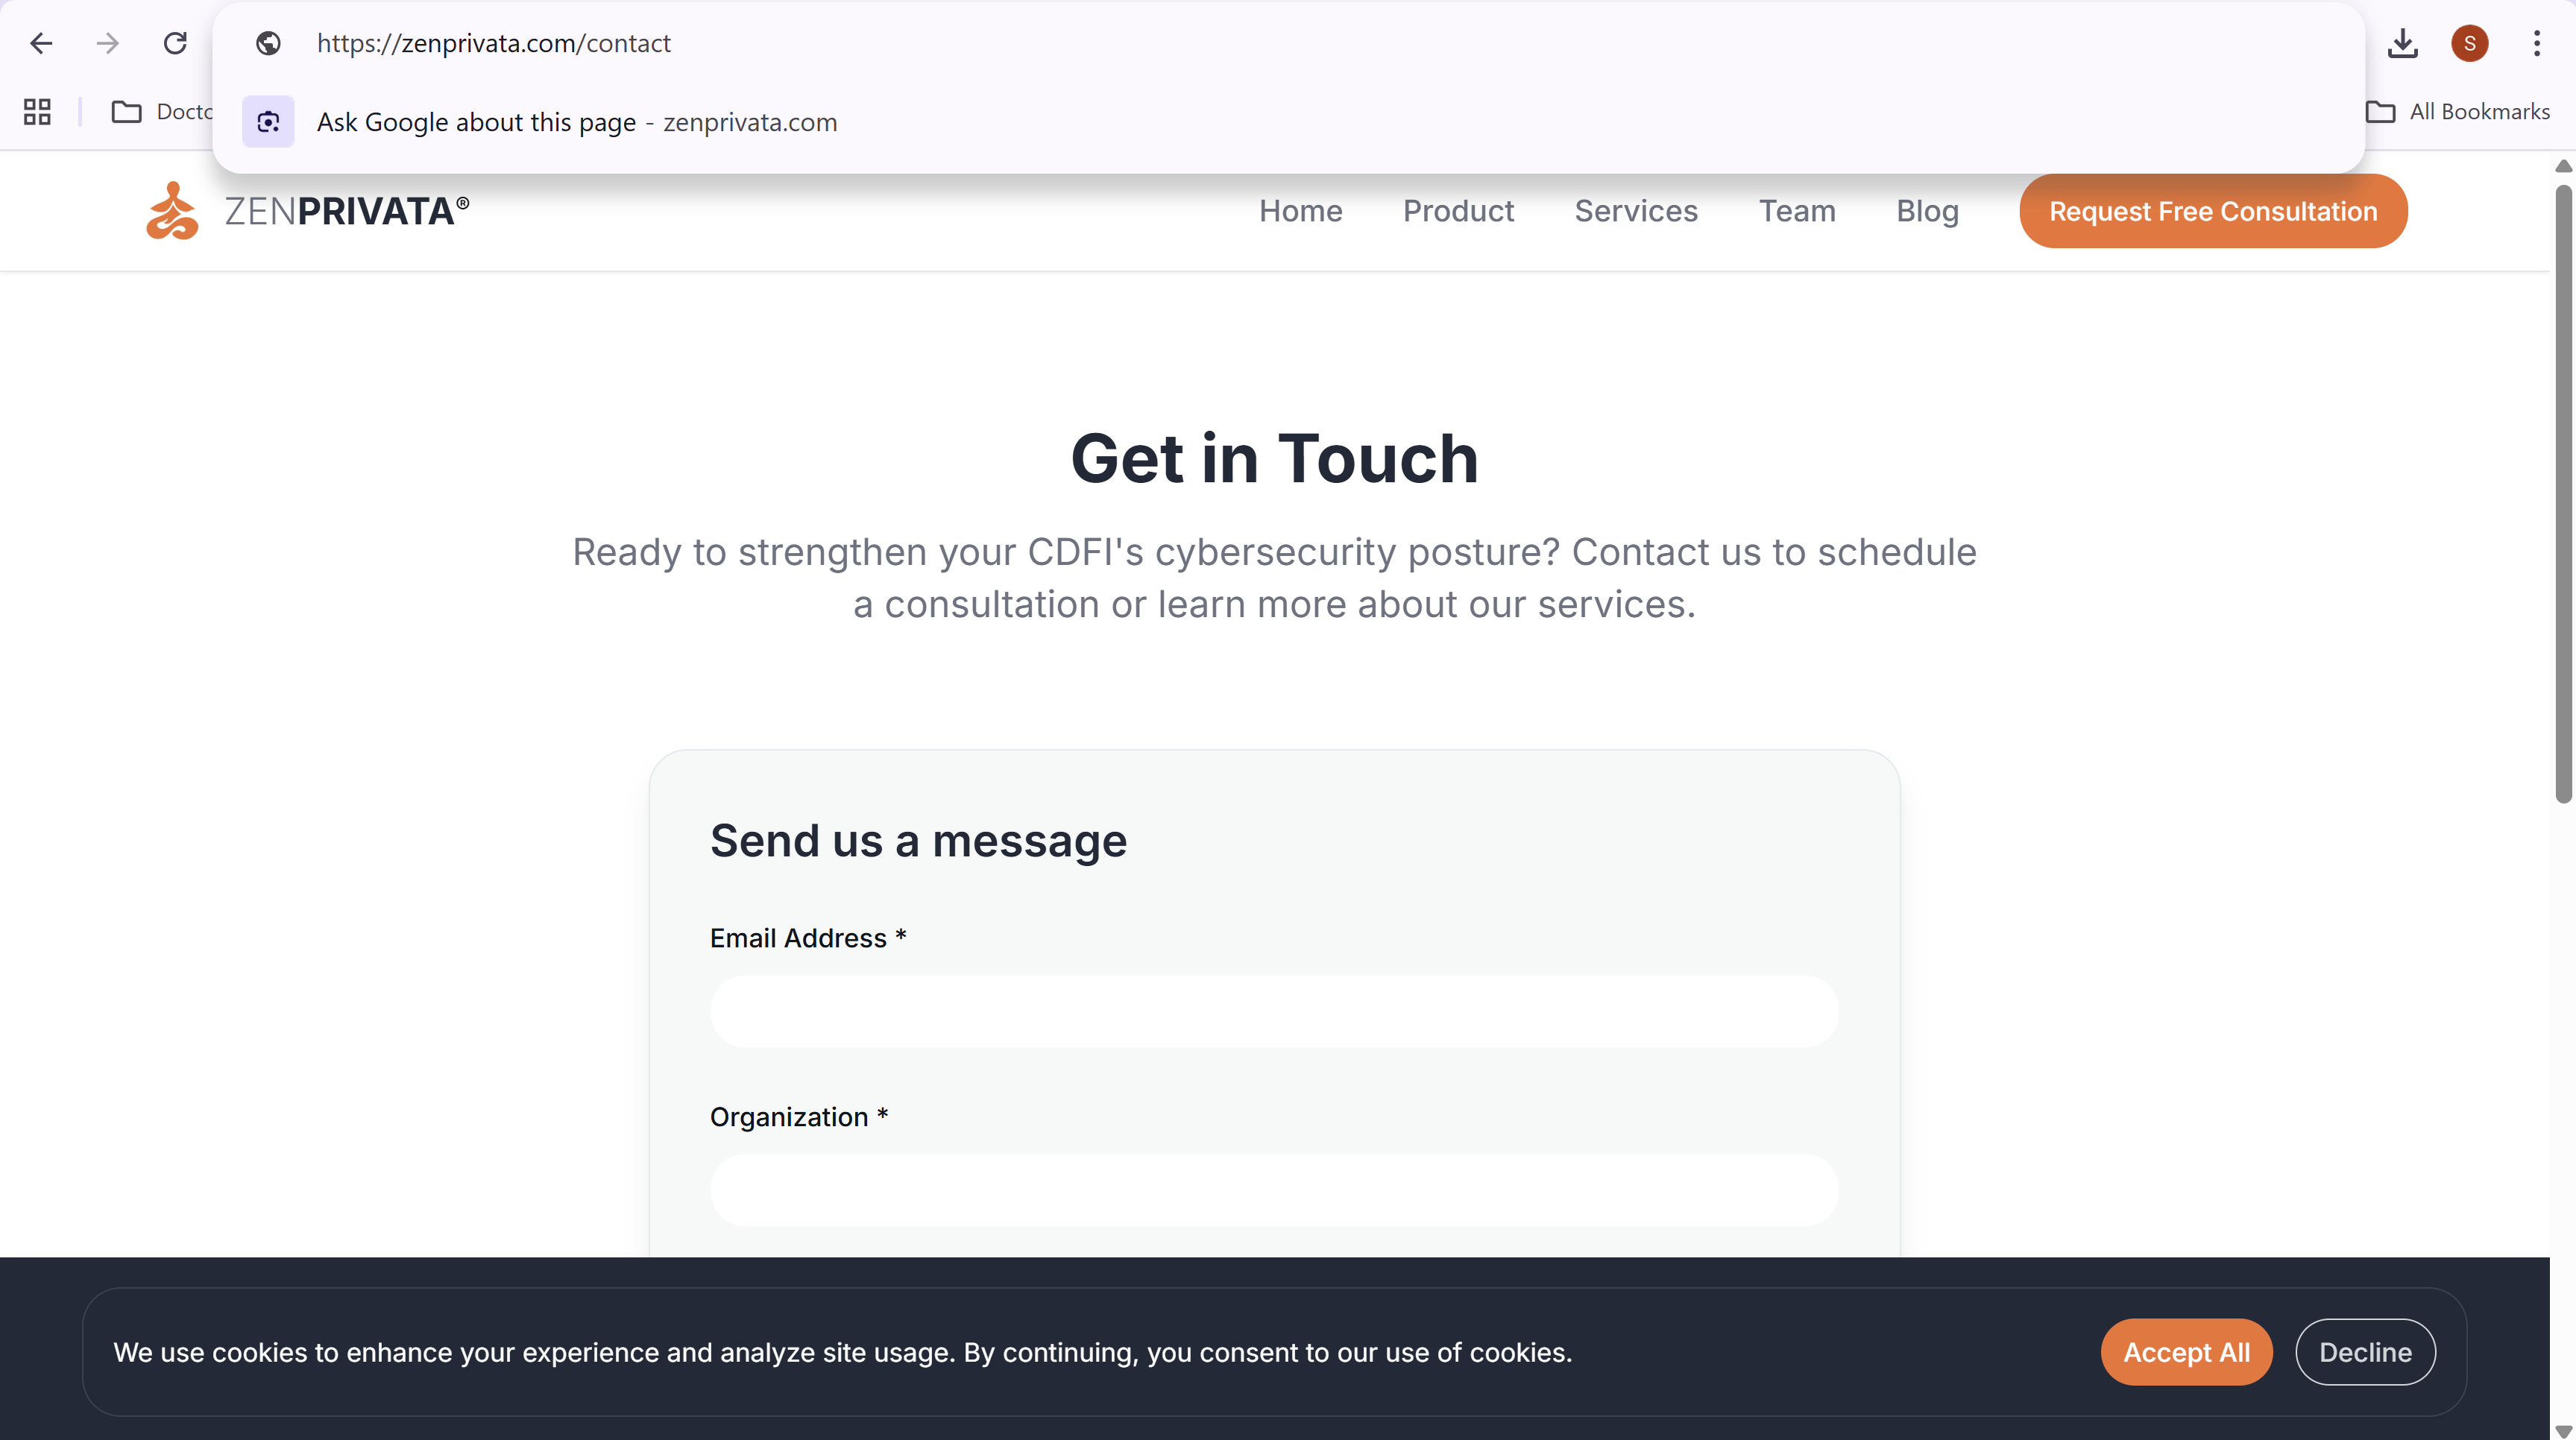 https://zenprivata.com/contact
S
Docto
Ask Google about this page - zenprivata.com
All Bookmarks
ZENPRIVATA®
Home
Product
Services
Team
Blog
Request Free Consultation
Get in Touch
Ready to strengthen your CDFI's cybersecurity posture? Contact us to schedule
a consultation or learn more about our services.
Send us a message
Email Address *
Organization *
We use cookies to enhance your experience and analyze site usage. By continuing, you consent to our use of cookies.
Accept All
Decline